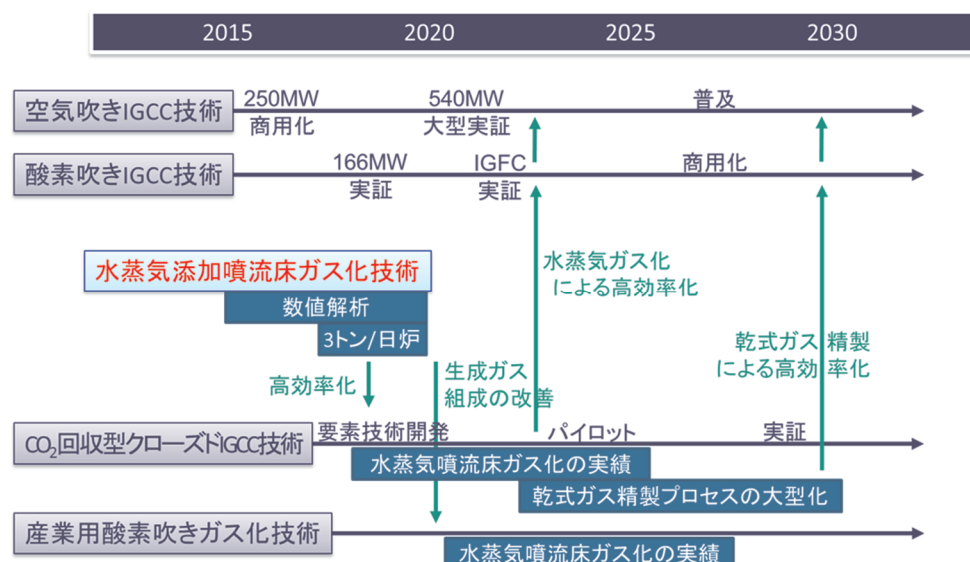 2015 2020 2025 2030
空気吹きIGCC技術
250MW
商用化
540MW
大型実証
普及
酸素吹きIGCC技術
166MW
実証
IGFC
実証
商用化
水蒸気添加噴流床ガス化技術
数値解析
3トン/日炉
水蒸気ガス化
による高効率化
乾式ガス精製
による高効率化
高効率化
生成ガス
組成の改善
CO₂回収型クローズドIGCC技術
要素技術開発
パイロット
実証
水蒸気噴流床ガス化の実績
乾式ガス精製プロセスの大型化
産業用酸素吹きガス化技術
水蒸気噴流床ガス化の実績